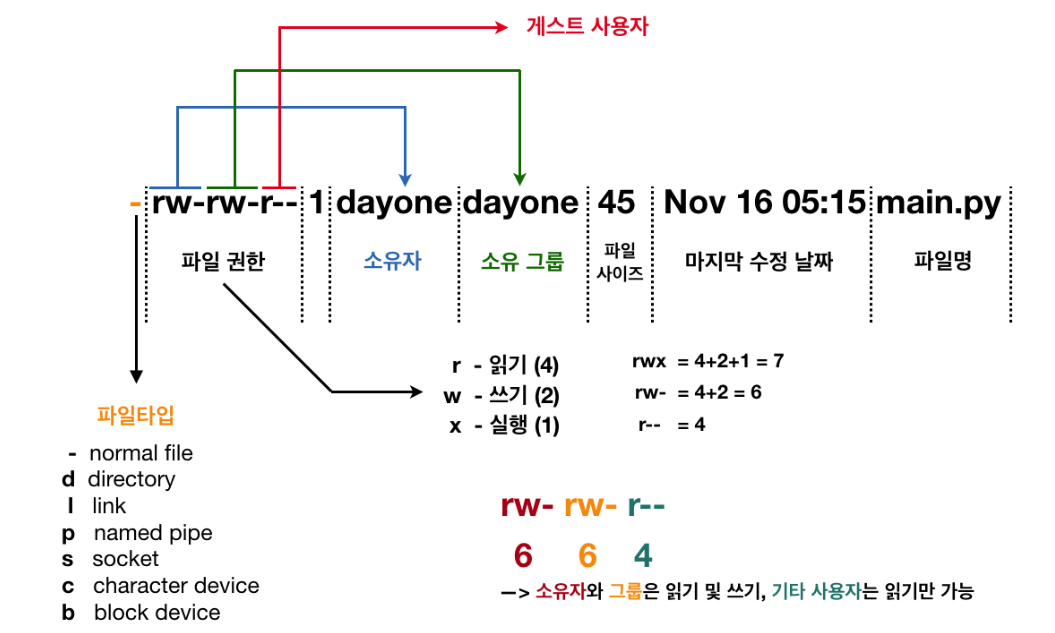 게스트 사용자
- rw-rw-r-- 1 dayone dayone 45 Nov 16 05:15 main.py
파일 권한
소유자
소유 그룹
파일
사이즈
마지막 수정 날짜
파일명
r - 읽기 (4)
w - 쓰기 (2)
x - 실행 (1)
rwx = 4+2+1 = 7
rw- = 4+2 = 6
r-- = 4
파일타입
- normal file
d directory
l link
p named pipe
s socket
c character device
b block device
rw- rw- r--
6 6 4
—> 소유자와 그룹은 읽기 및 쓰기, 기타 사용자는 읽기만 가능